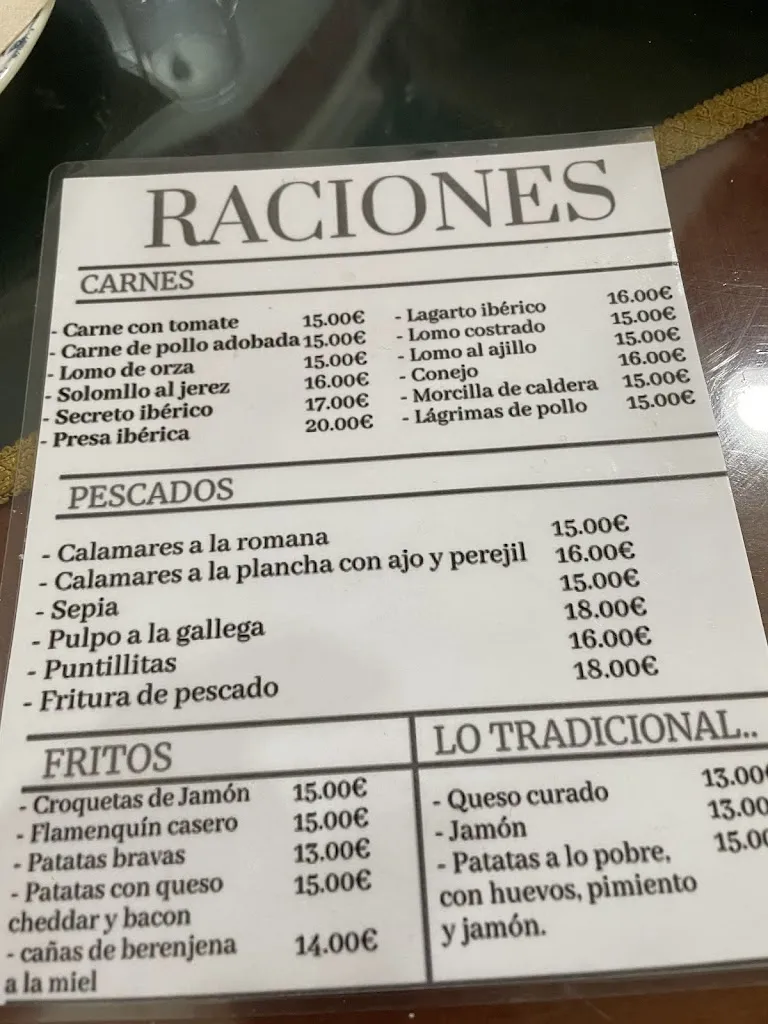 RACIONES
CARNES
- Carne con tomate 15.00€
- Carne de pollo adobada 15.00€
- Lomo de orza 15.00€
- Solomllo al jerez 16.00€
- Secreto ibérico 17.00€
- Presa ibérica 20.00€
- Lagarto ibérico 16.00€
- Lomo costrado 15.00€
- Lomo al ajillo 15.00€
- Conejo 16.00€
- Morcilla de caldera 15.00€
- Lágrimas de pollo 15.00€
PESCADOS
- Calamares a la romana 15.00€
- Calamares a la plancha con ajo y perejil 16.00€
- Sepia 15.00€
- Pulpo a la gallega 18.00€
- Puntillitas 16.00€
- Fritura de pescado 18.00€
FRITOS
- Croquetas de Jamón 15.00€
- Flamenquín casero 15.00€
- Patatas bravas 13.00€
- Patatas con queso 15.00€
cheddar y bacon
- cañas de berenjena 14.00€
a la miel
LO TRADICIONAL..
- Queso curado 13.00€
- Jamón 13.00
- Patatas a lo pobre, 15.00
con huevos, pimiento
y jamón.